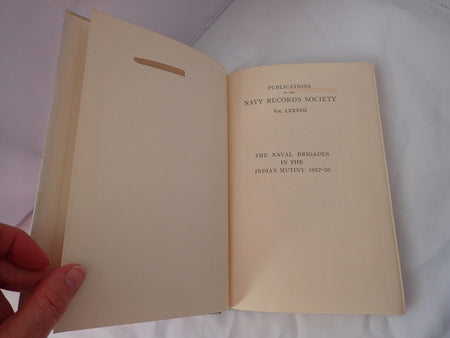 PUBLICATIONS
OF THE
NAVY RECORDS SOCIETY
VOL. LXXXVII
THE NAVAL BRIGADES
IN THE
INDIAN MUTINY, 1857-58